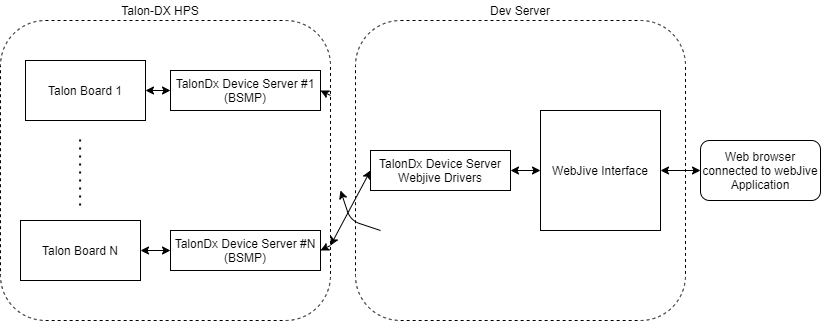 Talon-DX HPS
Dev Server
Talon Board 1
TalonDx Device Server #1
(BSMP)
TalonDx Device Server
Webjive Drivers
WebJive Interface
Web browser
connected to webJive
Application
Talon Board N
TalonDx Device Server #N
(BSMP)